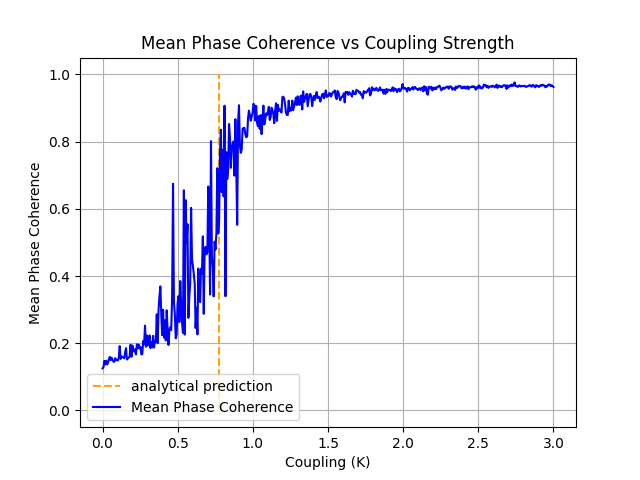 Mean Phase Coherence vs Coupling Strength
1.0
0.8
0.6
0.4
0.2
0.0
Mean Phase Coherence
analytical prediction
Mean Phase Coherence
0.0 0.5 1.0 1.5 2.0 2.5 3.0
Coupling (K)